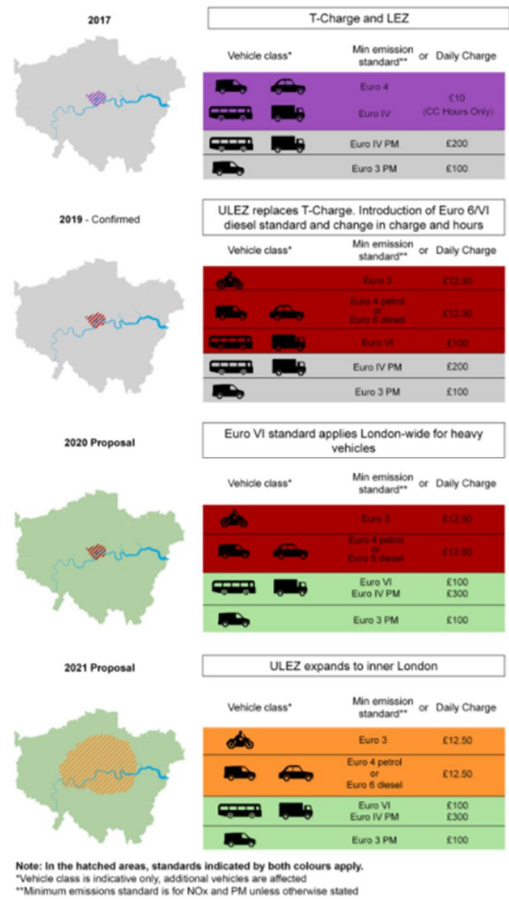 2017
T-Charge and LEZ
Vehicle class* Min emission standard** or Daily Charge
Euro 4
Euro IV
£10
(CC Hours Only)
Euro IV PM £200
Euro 3 PM £100
2019 - Confirmed
ULEZ replaces T-Charge. Introduction of Euro 6/VI
diesel standard and change in charge and hours
Vehicle class* Min emission standard** or Daily Charge
Euro 3 £12.50
Euro 4 petrol
or
Euro 6 diesel
£12.50
Euro VI £100
Euro IV PM £200
Euro 3 PM £100
2020 Proposal
Euro VI standard applies London-wide for heavy
vehicles
Vehicle class* Min emission standard** or Daily Charge
Euro 3 £12.50
Euro 4 petrol
or
Euro 6 diesel
£12.50
Euro VI £100
Euro IV PM £300
Euro 3 PM £100
2021 Proposal
ULEZ expands to inner London
Vehicle class* Min emission standard** or Daily Charge
Euro 3 £12.50
Euro 4 petrol
or
Euro 6 diesel
£12.50
Euro VI £100
Euro IV PM £300
Euro 3 PM £100
Note: In the hatched areas, standards indicated by both colours apply.
*Vehicle class is indicative only, additional vehicles are affected
**Minimum emissions standard is for NOx and PM unless otherwise stated